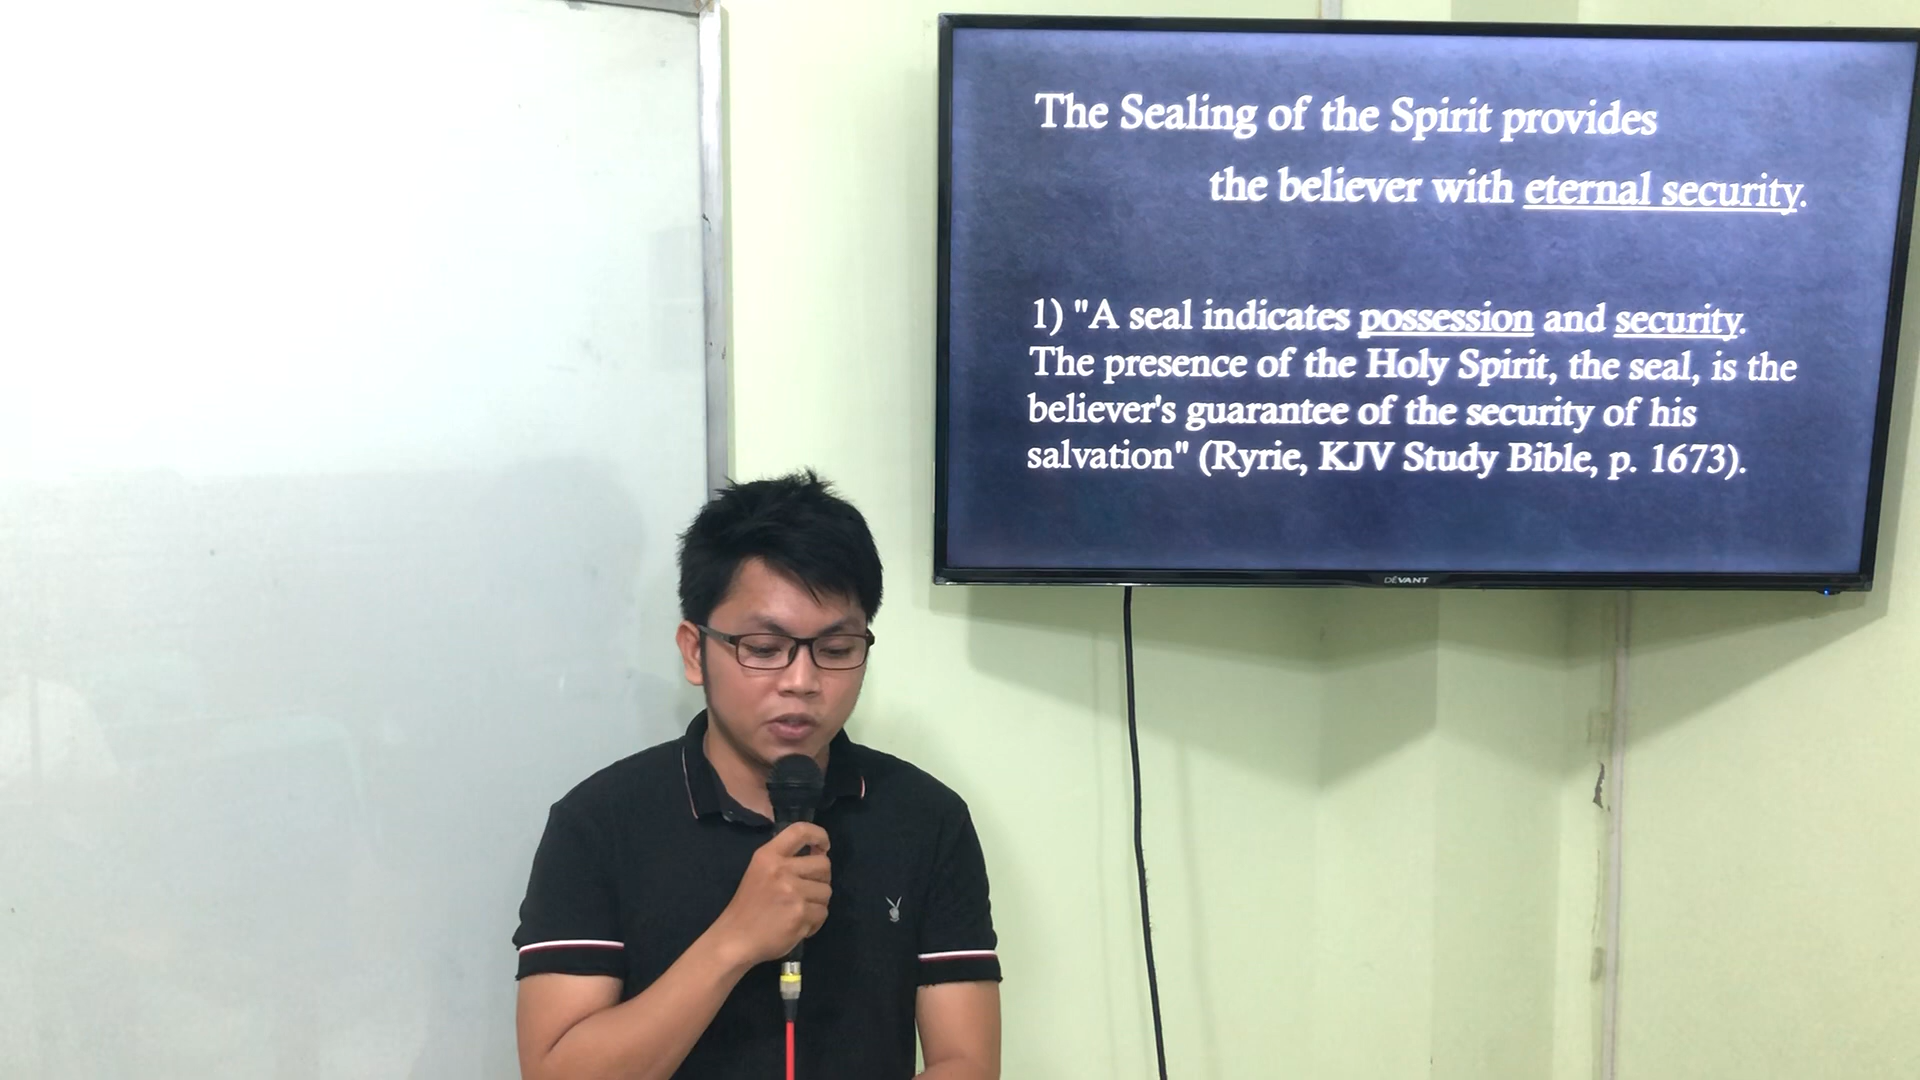 The Sealing of the Spirit provides
the believer with eternal security.
1) "A seal indicates possession and security.
The presence of the Holy Spirit, the seal, is the
believer's guarantee of the security of his
salvation" (Ryrie, KJV Study Bible, p. 1673).
DEVANT